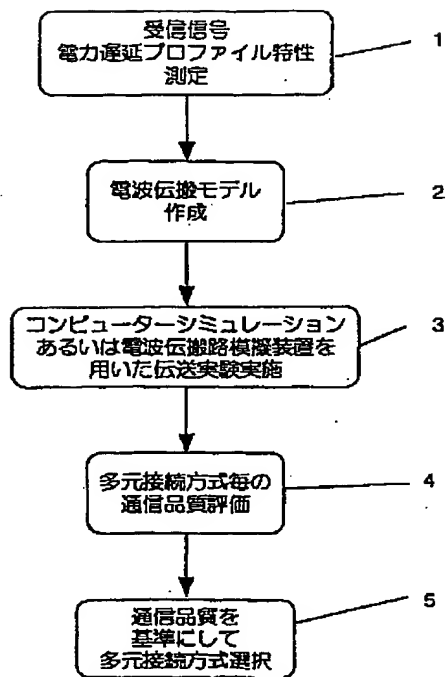 受信信号
電力遅延プロファイル特性
測定
1
電波伝搬モデル
作成
2
コンピューターシミュレーション
あるいは電波伝搬路模擬装置を
用いた伝送実験実施
3
多元接続方式毎の
通信品質評価
4
通信品質を
基準にして
多元接続方式選択
5